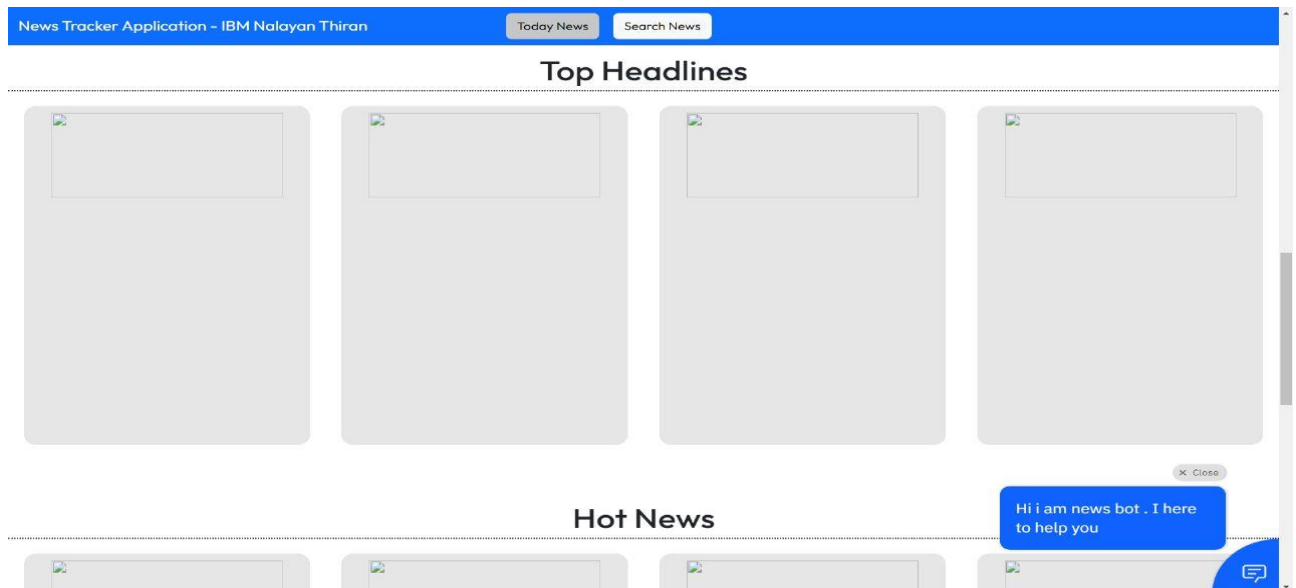 News Tracker Application - IBM Nalayan Thiran
Today News
Search News
Top Headlines
× Close
Hot News
Hi i am news bot . I here
to help you